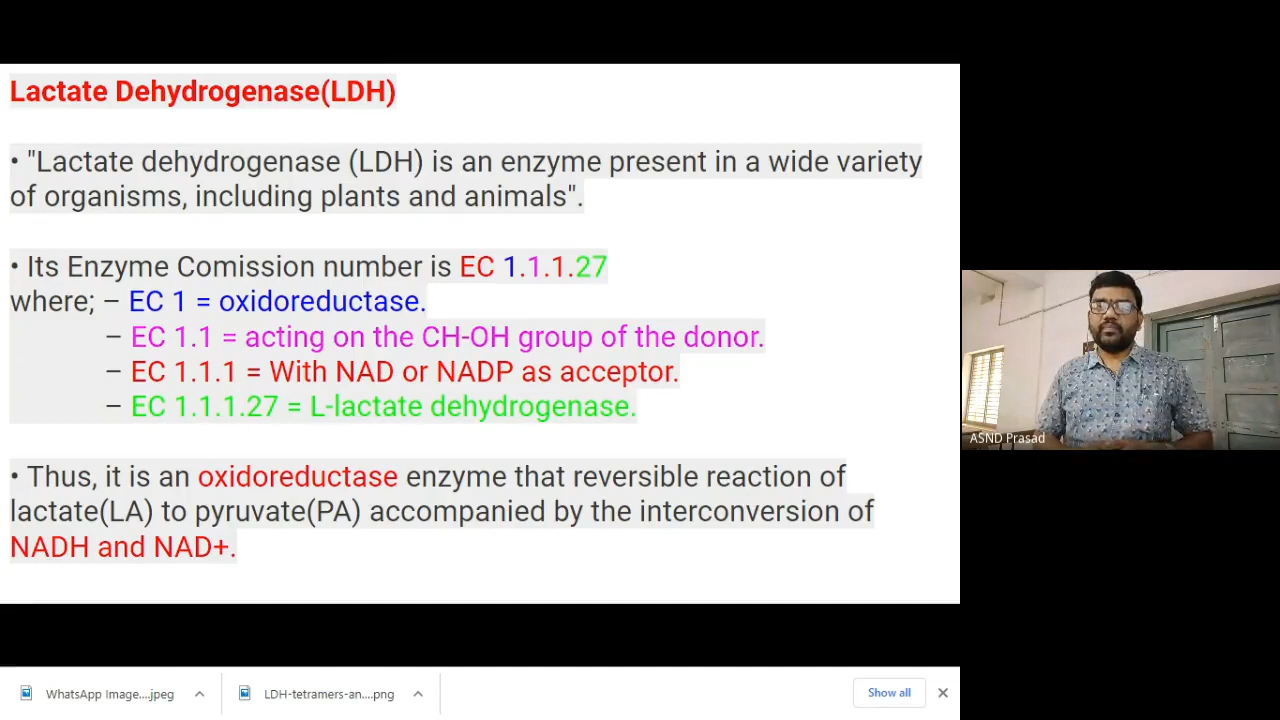 Lactate Dehydrogenase(LDH)
• "Lactate dehydrogenase (LDH) is an enzyme present in a wide variety
of organisms, including plants and animals".
• Its Enzyme Comission number is EC 1.1.1.27
where; – EC 1 = oxidoreductase.
– EC 1.1 = acting on the CH-OH group of the donor.
– EC 1.1.1 = With NAD or NADP as acceptor.
– EC 1.1.1.27 = L-lactate dehydrogenase.
• Thus, it is an oxidoreductase enzyme that reversible reaction of
lactate(LA) to pyruvate(PA) accompanied by the interconversion of
NADH and NAD+.
ASND Prasad
WhatsApp Image....jpeg
LDH-tetramers-an....png
Show all